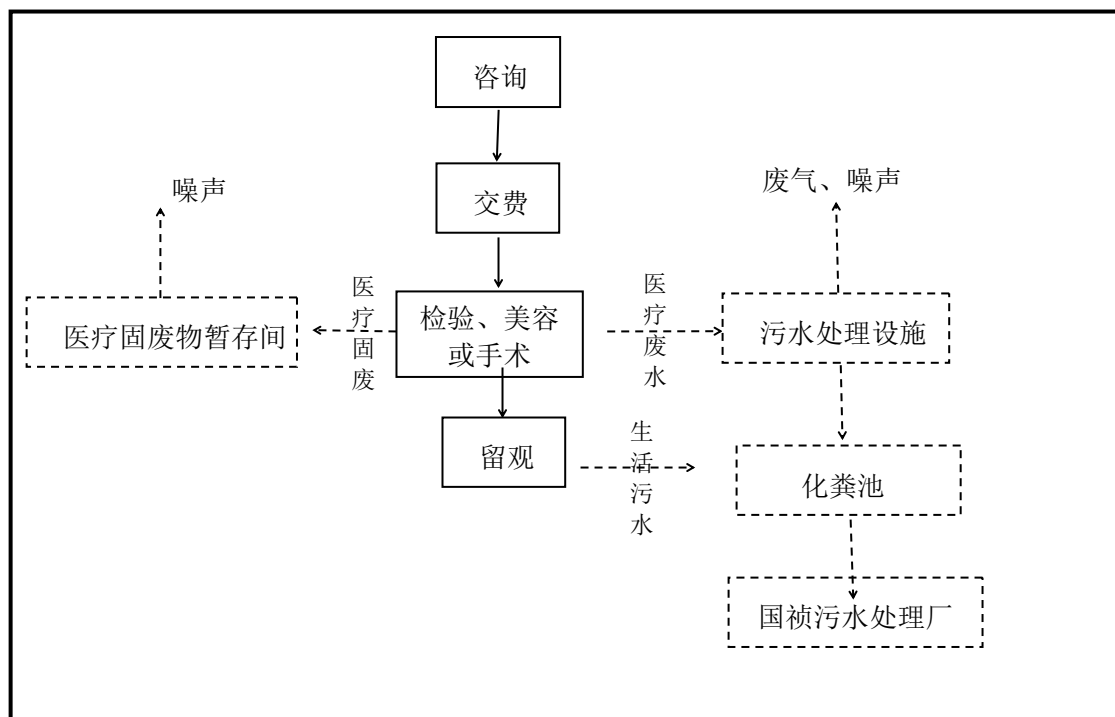 咨询
交费
噪声
废气、噪声
医疗固废
医疗废水
医疗固废物暂存间
检验、美容
或手术
污水处理设施
留观
生活污水
化粪池
国祯污水处理厂